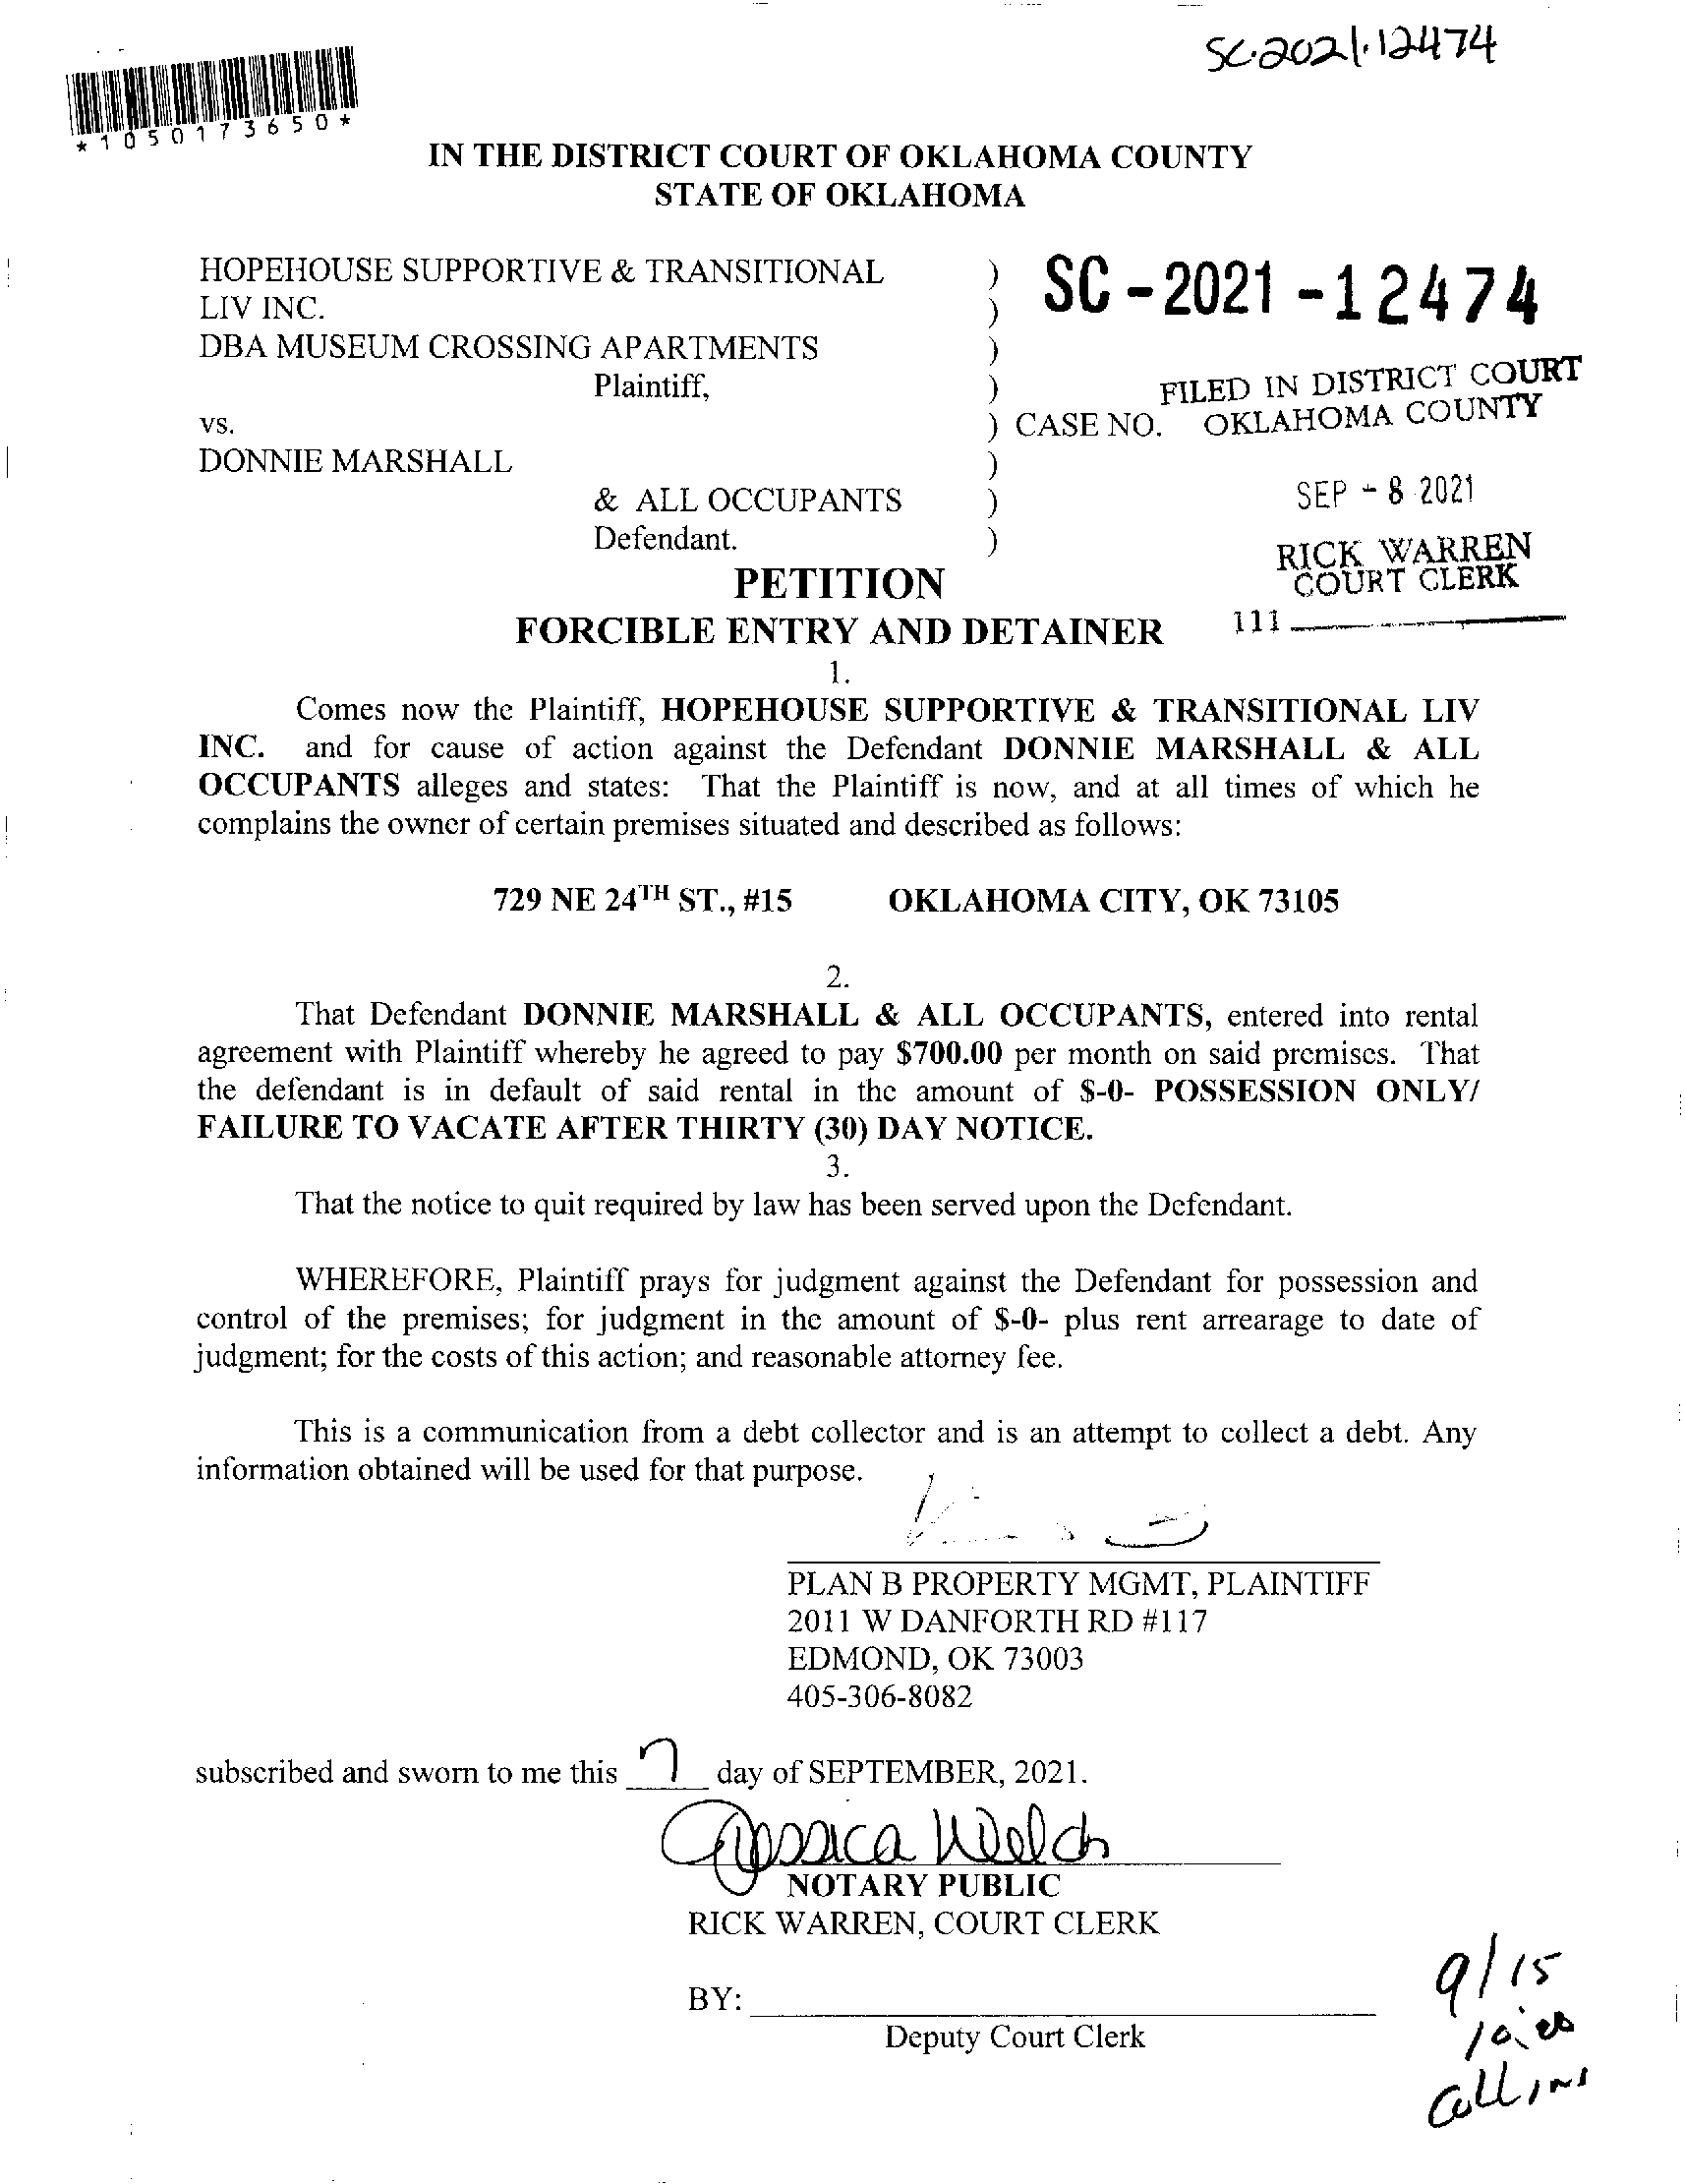 SC-2021-12474
*1050173650*
IN THE DISTRICT COURT OF OKLAHOMA COUNTY
STATE OF OKLAHOMA
HOPEHOUSE SUPPORTIVE & TRANSITIONAL )
LIV INC. )
DBA MUSEUM CROSSING APARTMENTS )
Plaintiff, )
vs. ) CASE NO.
DONNIE MARSHALL )
& ALL OCCUPANTS )
Defendant. )
SC-2021-12474
FILED IN DISTRICT COURT
OKLAHOMA COUNTY
SEP - 8 2021
RICK WARREN
COURT CLERK
111
PETITION
FORCIBLE ENTRY AND DETAINER
1.
Comes now the Plaintiff, HOPEHOUSE SUPPORTIVE & TRANSITIONAL LIV
INC. and for cause of action against the Defendant DONNIE MARSHALL & ALL
OCCUPANTS alleges and states: That the Plaintiff is now, and at all times of which he
complains the owner of certain premises situated and described as follows:
729 NE 24TH ST., #15 OKLAHOMA CITY, OK 73105
2.
That Defendant DONNIE MARSHALL & ALL OCCUPANTS, entered into rental
agreement with Plaintiff whereby he agreed to pay $700.00 per month on said premises. That
the defendant is in default of said rental in the amount of $-0- POSSESSION ONLY/
FAILURE TO VACATE AFTER THIRTY (30) DAY NOTICE.
3.
That the notice to quit required by law has been served upon the Defendant.
WHEREFORE, Plaintiff prays for judgment against the Defendant for possession and
control of the premises; for judgment in the amount of $-0- plus rent arrearage to date of
judgment; for the costs of this action; and reasonable attorney fee.
This is a communication from a debt collector and is an attempt to collect a debt. Any
information obtained will be used for that purpose.
PLAN B PROPERTY MGMT, PLAINTIFF
2011 W DANFORTH RD #117
EDMOND, OK 73003
405-306-8082
subscribed and sworn to me this 7 day of SEPTEMBER, 2021.
Jessica Welch
NOTARY PUBLIC
RICK WARREN, COURT CLERK
BY:
Deputy Court Clerk
9/15
Collins